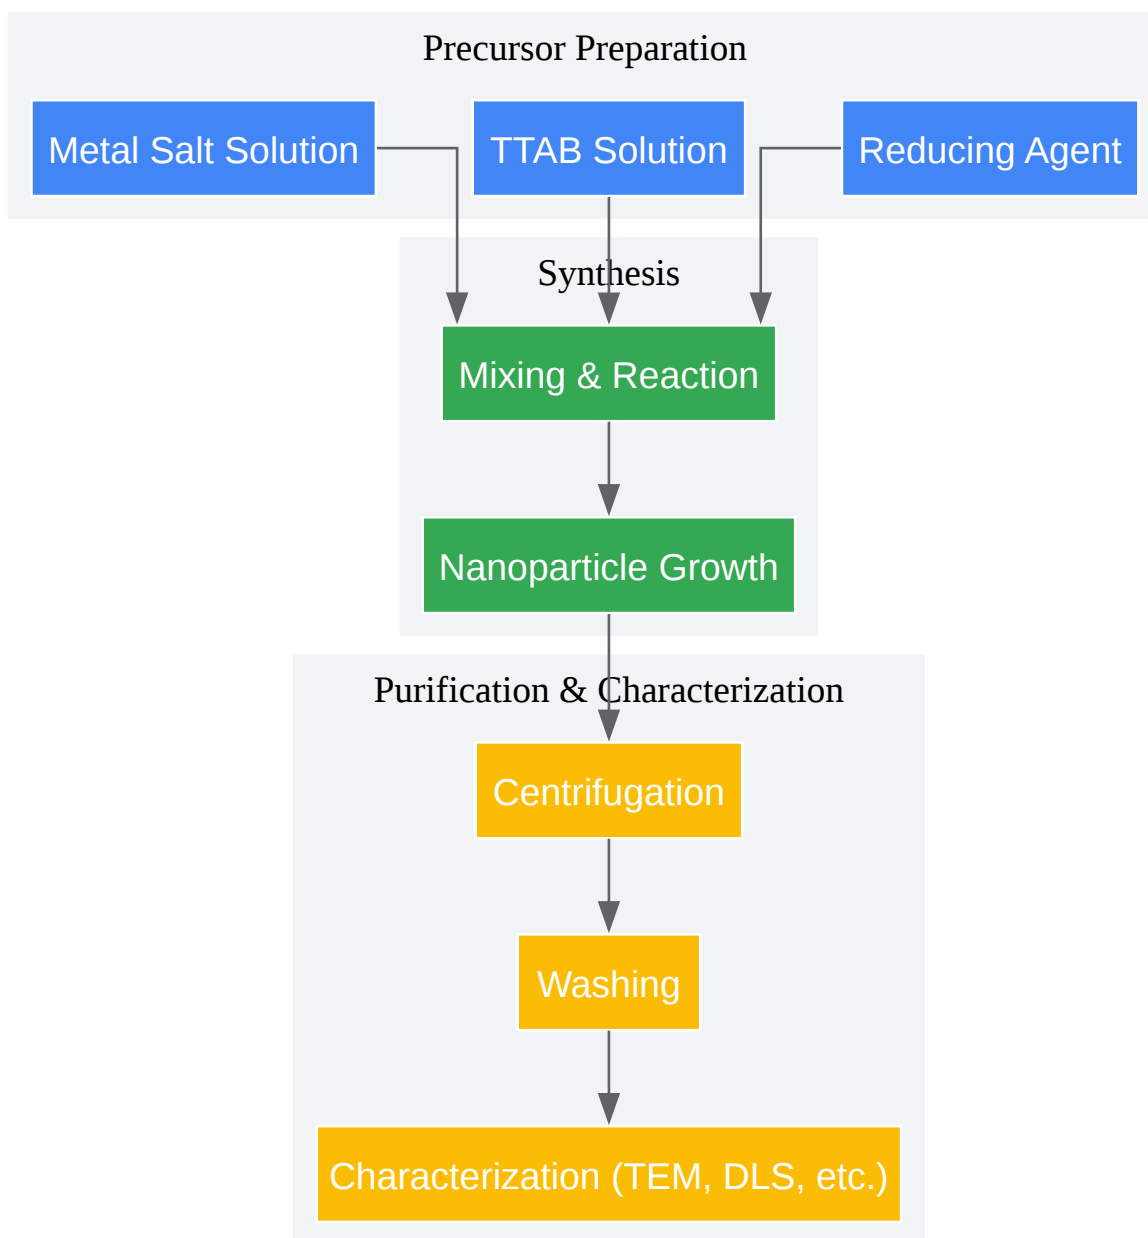 Precursor Preparation
Metal Salt Solution
TTAB Solution
Reducing Agent
Synthesis
Mixing & Reaction
Nanoparticle Growth
Purification & Characterization
Centrifugation
Washing
Characterization (TEM, DLS, etc.)